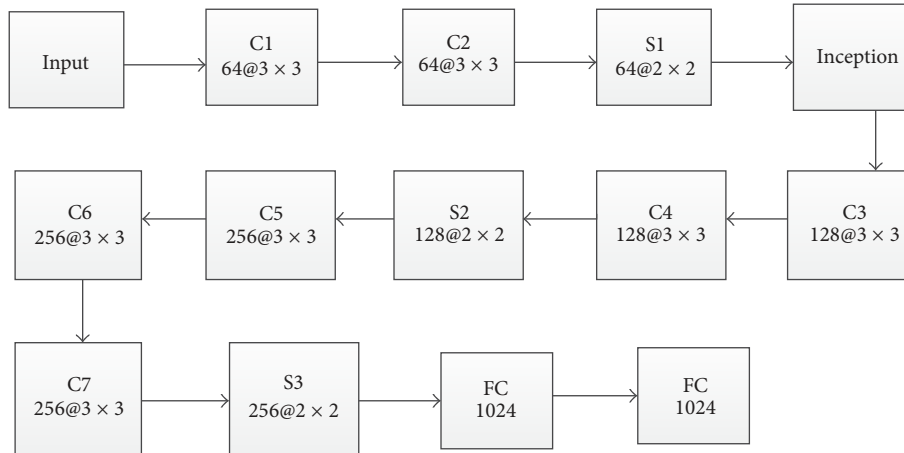 Input
C1
64@3 × 3
C2
64@3 × 3
S1
64@2 × 2
Inception
C6
256@3 × 3
C5
256@3 × 3
S2
128@2 × 2
C4
128@3 × 3
C3
128@3 × 3
C7
256@3 × 3
S3
256@2 × 2
FC
1024
FC
1024